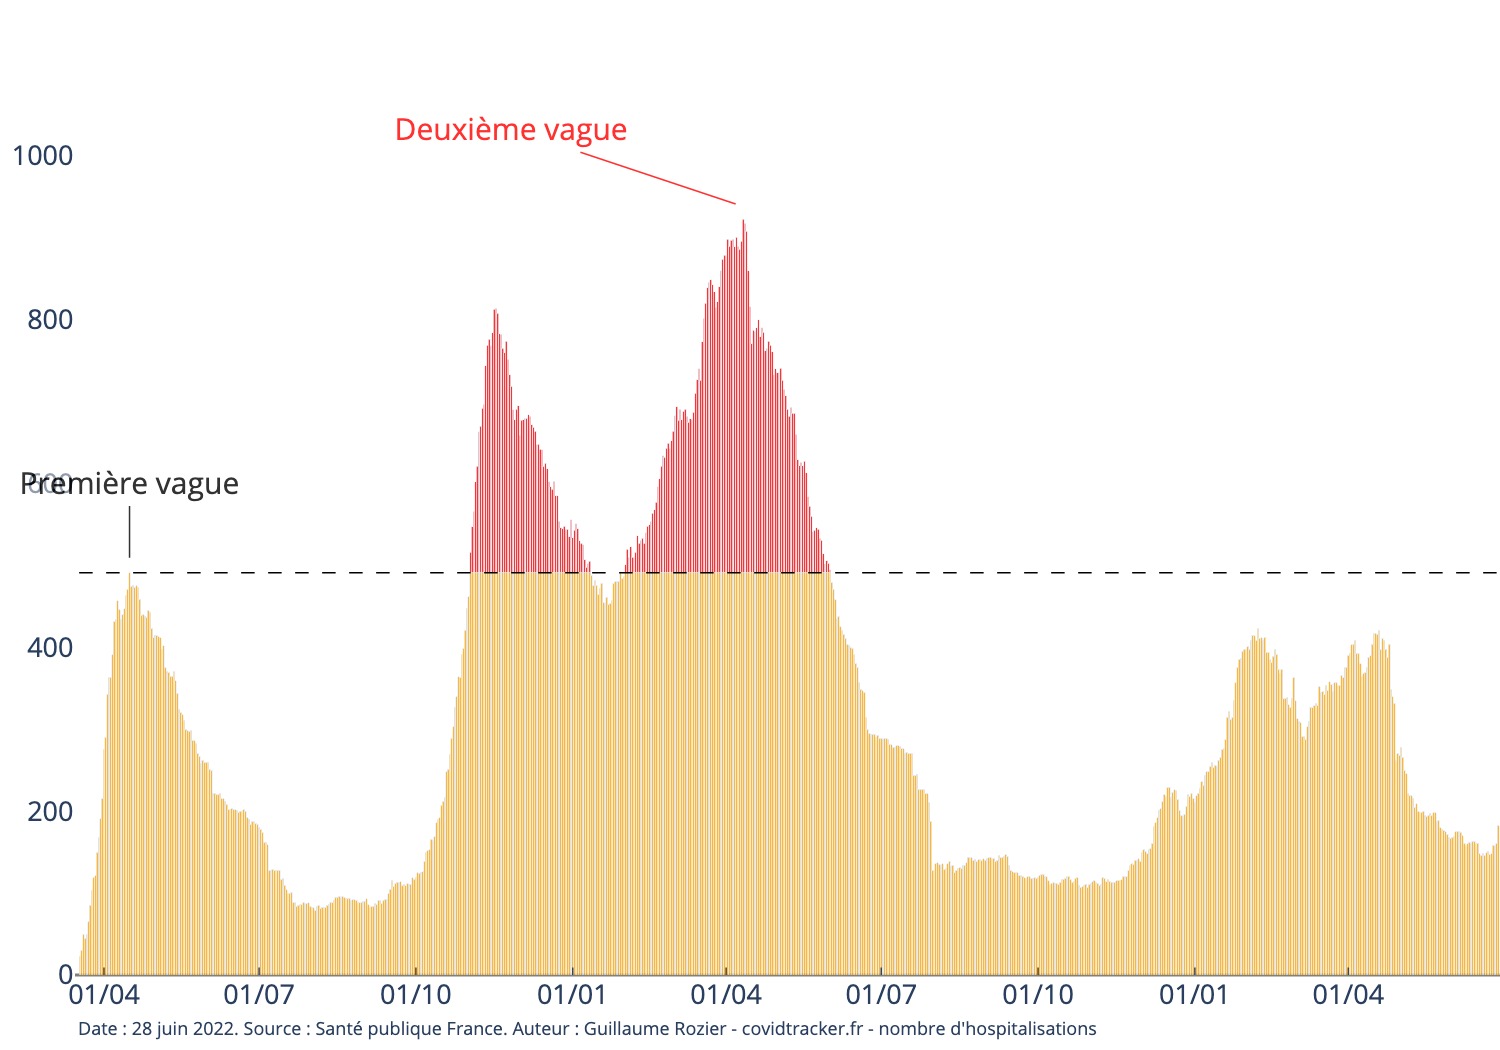 Deuxième vague
1000
800
600
Première vague
400
200
0
01/04 01/07 01/10 01/01 01/04 01/07 01/10 01/01 01/04
Date : 28 juin 2022. Source : Santé publique France. Auteur : Guillaume Rozier - covidtracker.fr - nombre d'hospitalisations